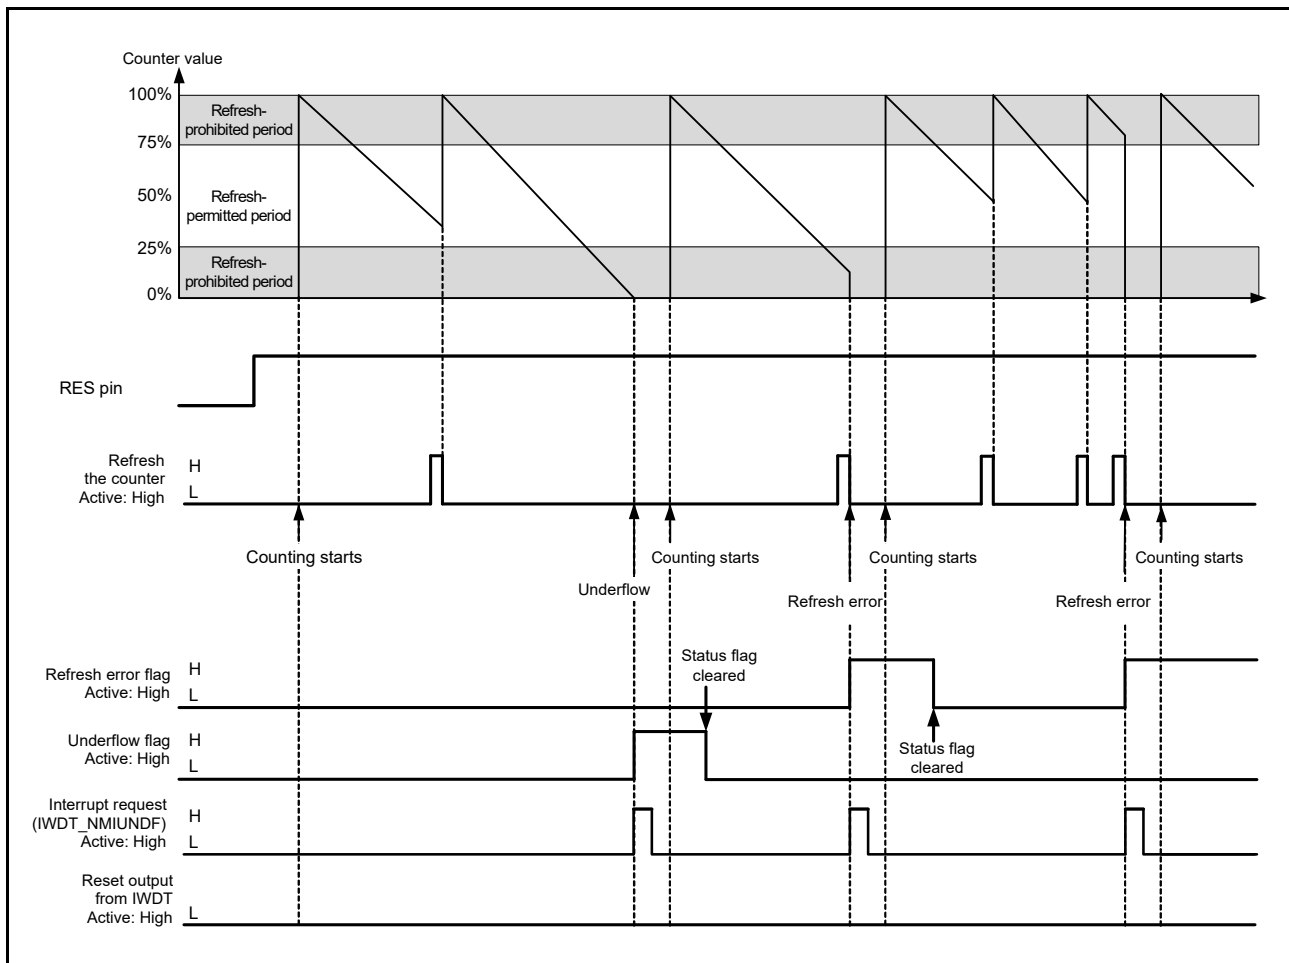 Counter value
100%
Refresh-
prohibited period
75%
50%
Refresh-
permitted period
25%
Refresh-
prohibited period
0%
RES pin
Refresh
the counter
Active: High
H
L
Counting starts
Counting starts
Counting starts
Counting starts
Underflow
Refresh error
Refresh error
Status flag
cleared
Refresh error flag
Active: High
H
L
Underflow flag
Active: High
H
L
Status flag
cleared
Interrupt request
(IWDT_NMIUNDF)
Active: High
H
L
Reset output
from IWDT
Active: High
L